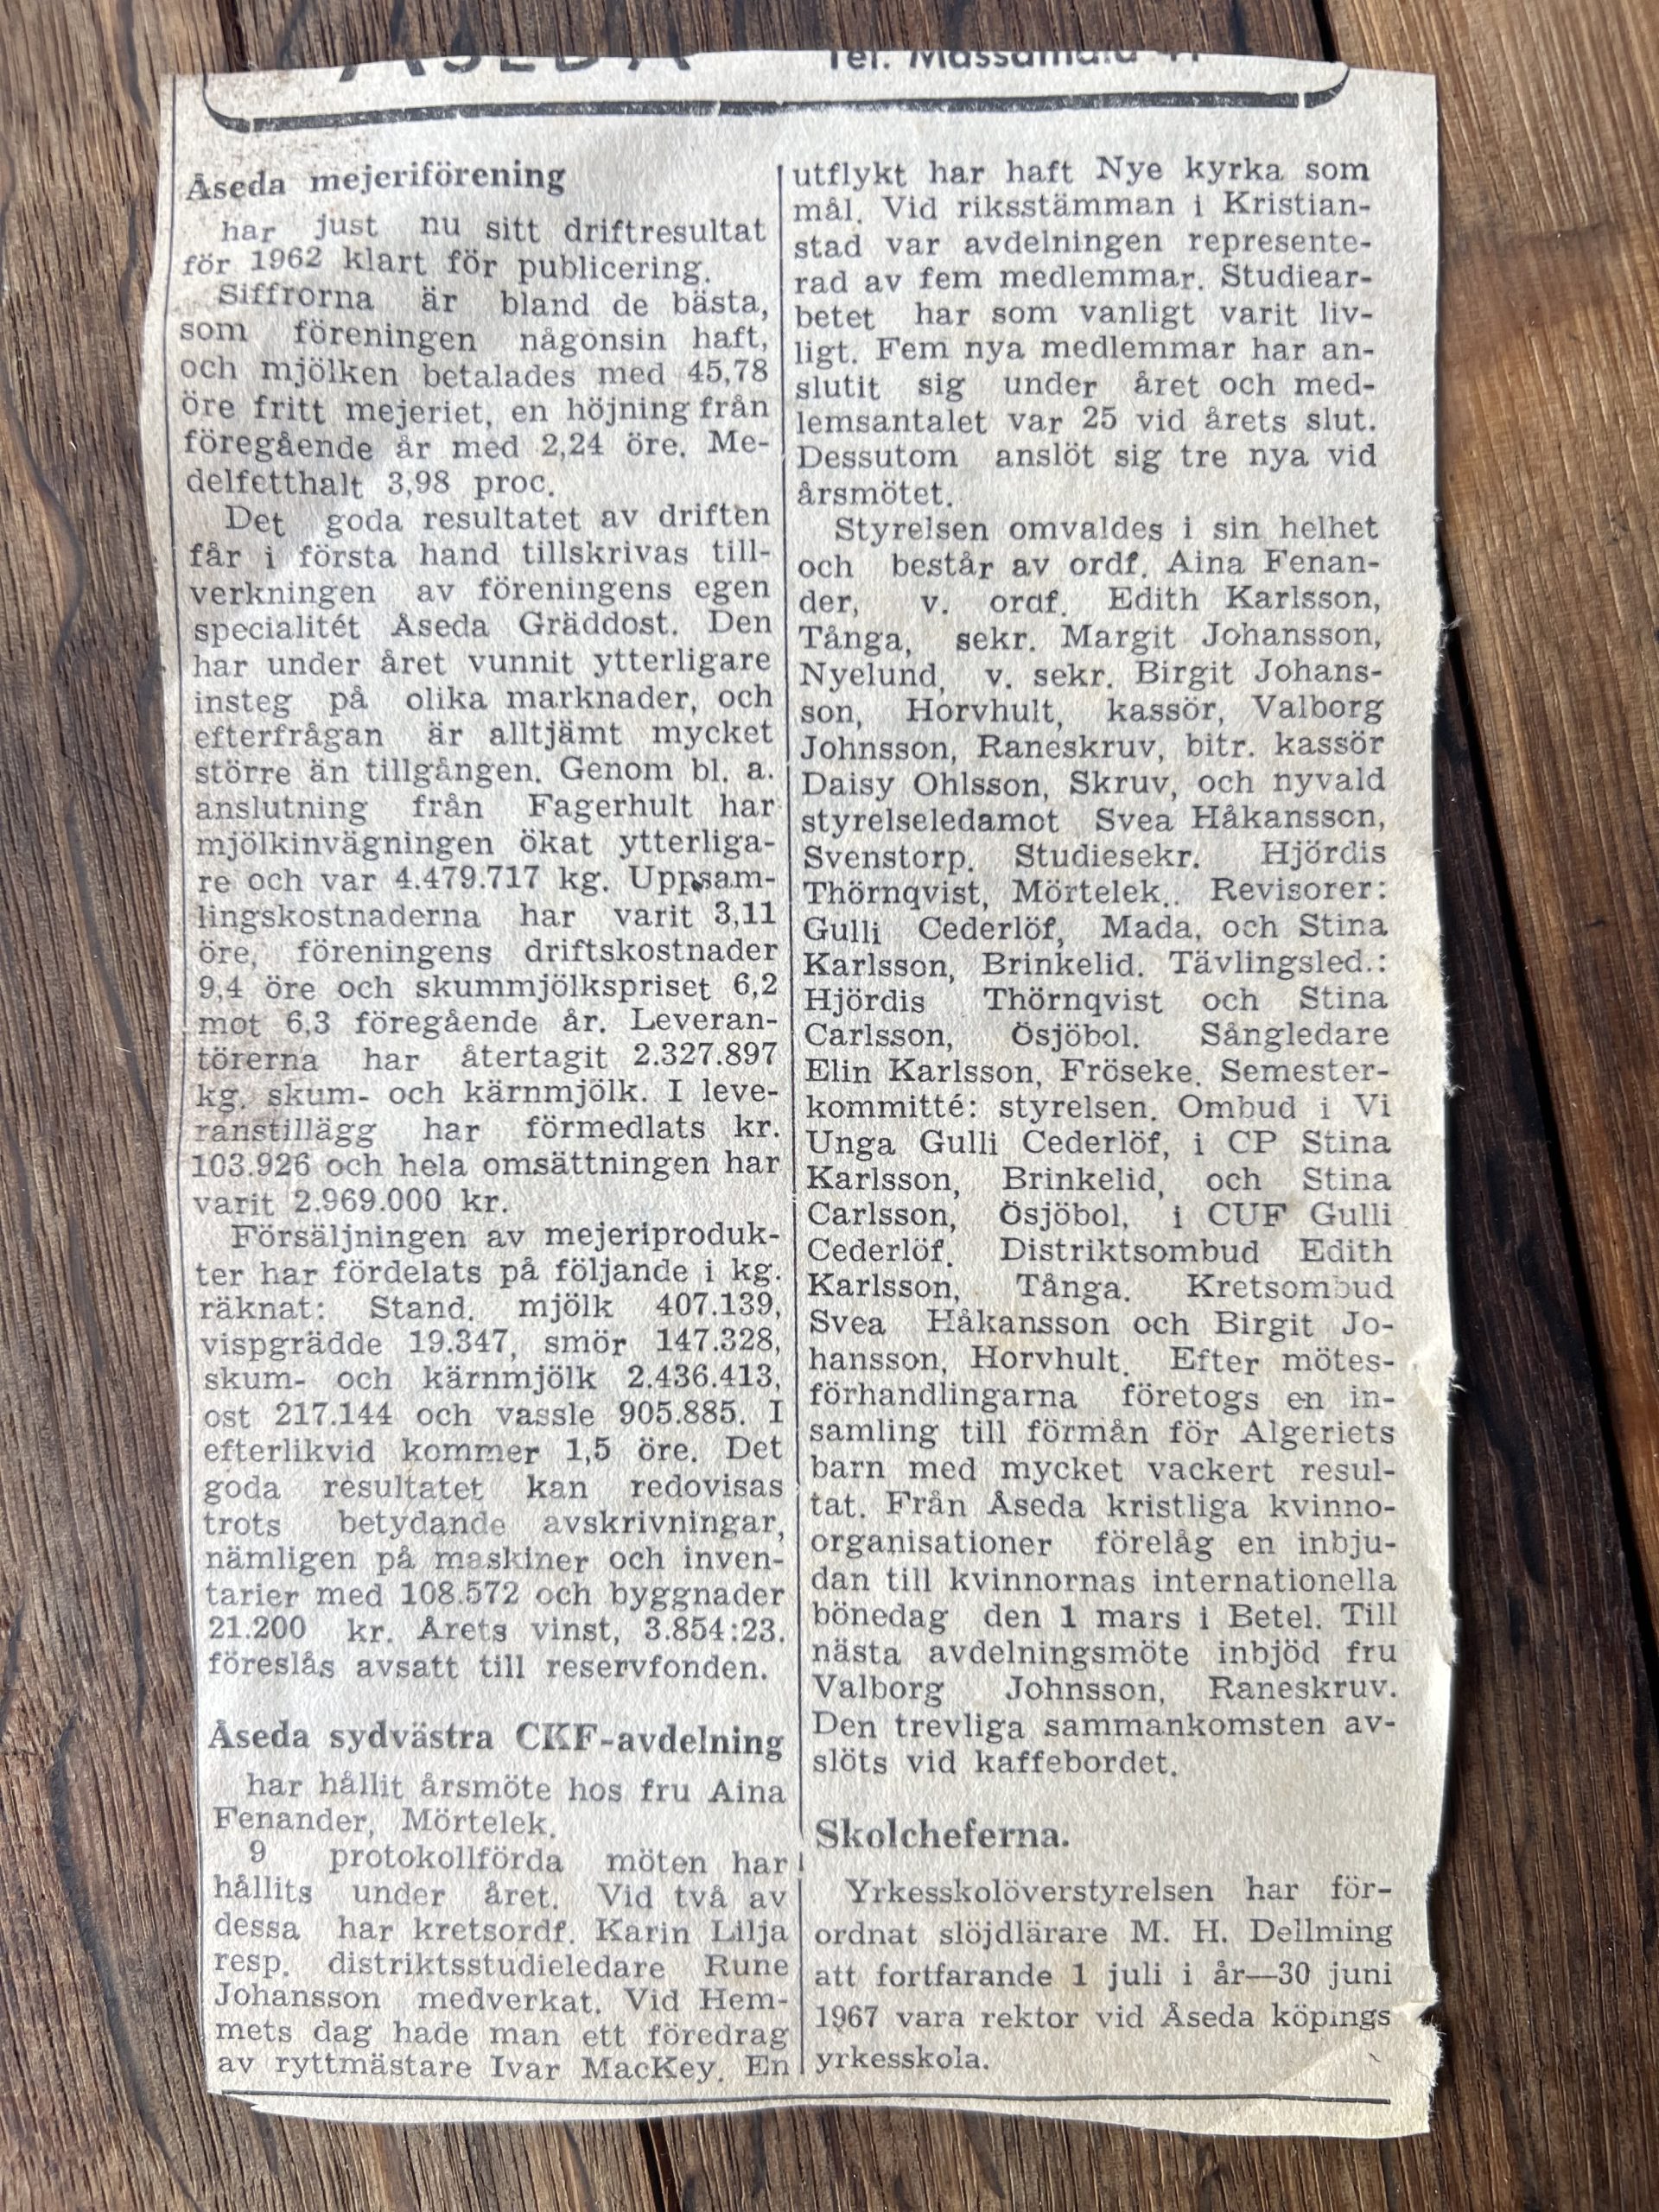 ÅSEDA
Tel. Mässamåla
Åseda mejeriförening
har just nu sitt driftresultat
för 1962 klart för publicering.
Siffrorna är bland de bästa,
som föreningen någonsin haft,
och mjölken betalades med 45,78
öre fritt mejeriet, en höjning från
föregående år med 2,24 öre. Me-
delfetthalt 3,98 proc.
Det goda resultatet av driften
får i första hand tillskrivas till-
verkningen av föreningens egen
specialitét Åseda Gräddost. Den
har under året vunnit ytterligare
insteg på olika marknader, och
efterfrågan är alltjämt mycket
större än tillgången. Genom bl. a.
anslutning från Fagerhult har
mjölkinvägningen ökat ytterliga-
re och var 4.479.717 kg. Uppsam-
lingskostnaderna har varit 3,11
öre, föreningens driftskostnader
9,4 öre och skummjölkspriset 6,2
mot 6,3 föregående år. Leveran-
törerna har återtagit 2.327.897
kg. skum- och kärnmjölk. I leve-
ranstillägg har förmedlats kr.
103.926 och hela omsättningen har
varit 2.969.000 kr.
Försäljningen av mejeriproduk-
ter har fördelats på följande i kg.
räknat: Stand. mjölk 407.139,
vispgrädde 19.347, smör 147.328,
skum- och kärnmjölk 2.436.413,
ost 217.144 och vassle 905.885. I
efterlikvid kommer 1,5 öre. Det
goda resultatet kan redovisas
trots betydande avskrivningar,
nämligen på maskiner och inven-
tarier med 108.572 och byggnader
21.200 kr. Årets vinst, 3.854:23.
föreslås avsatt till reservfonden.
Åseda sydvästra CKF-avdelning
har hållit årsmöte hos fru Aina
Fenander, Mörtelek.
9 protokollförda möten har
hållits under året. Vid två av
dessa har kretsordf. Karin Lilja
resp. distriktsstudieledare Rune
Johansson medverkat. Vid Hem-
mets dag hade man ett föredrag
av ryttmästare Ivar MacKey. En
utflykt har haft Nye kyrka som
mål. Vid riksstämman i Kristian-
stad var avdelningen represente-
rad av fem medlemmar. Studiear-
betet har som vanligt varit liv-
ligt. Fem nya medlemmar har an-
slutit sig under året och med-
lemsantalet var 25 vid årets slut.
Dessutom anslöt sig tre nya vid
årsmötet.
Styrelsen omvaldes i sin helhet
och består av ordf. Aina Fenan-
der, v. ordf. Edith Karlsson,
Tånga, sekr. Margit Johansson,
Nyelund, v. sekr. Birgit Johans-
son, Horvhult, kassör, Valborg
Johnsson, Raneskruv, bitr. kassör
Daisy Ohlsson, Skruv, och nyvald
styrelseledamot Svea Håkansson,
Svenstorp. Studiesekr. Hjördis
Thörnqvist, Mörtelek.. Revisorer:
Gulli Cederlöf, Mada, och Stina
Karlsson, Brinkelid. Tävlingsled.:
Hjördis Thörnqvist och Stina
Carlsson, Ösjöbol. Sångledare
Elin Karlsson, Fröseke. Semester-
kommitté: styrelsen. Ombud i Vi
Unga Gulli Cederlöf, i CP Stina
Karlsson, Brinkelid, och Stina
Carlsson, Ösjöbol, i CUF Gulli
Cederlöf. Distriktsombud Edith
Karlsson, Tånga. Kretsombud
Svea Håkansson och Birgit Jo-
hansson, Horvhult. Efter mötes-
förhandlingarna företogs en in-
samling till förmån för Algeriets
barn med mycket vackert resul-
tat. Från Åseda kristliga kvinno-
organisationer förelåg en inbju-
dan till kvinnornas internationella
bönedag den 1 mars i Betel. Till
nästa avdelningsmöte inbjöd fru
Valborg Johnsson, Raneskruv.
Den trevliga sammankomsten av-
slöts vid kaffebordet.
Skolcheferna.
Yrkesskolöverstyrelsen har för-
ordnat slöjdlärare M. H. Dellming
att fortfarande 1 juli i år—30 juni
1967 vara rektor vid Åseda köpings
yrkesskola.